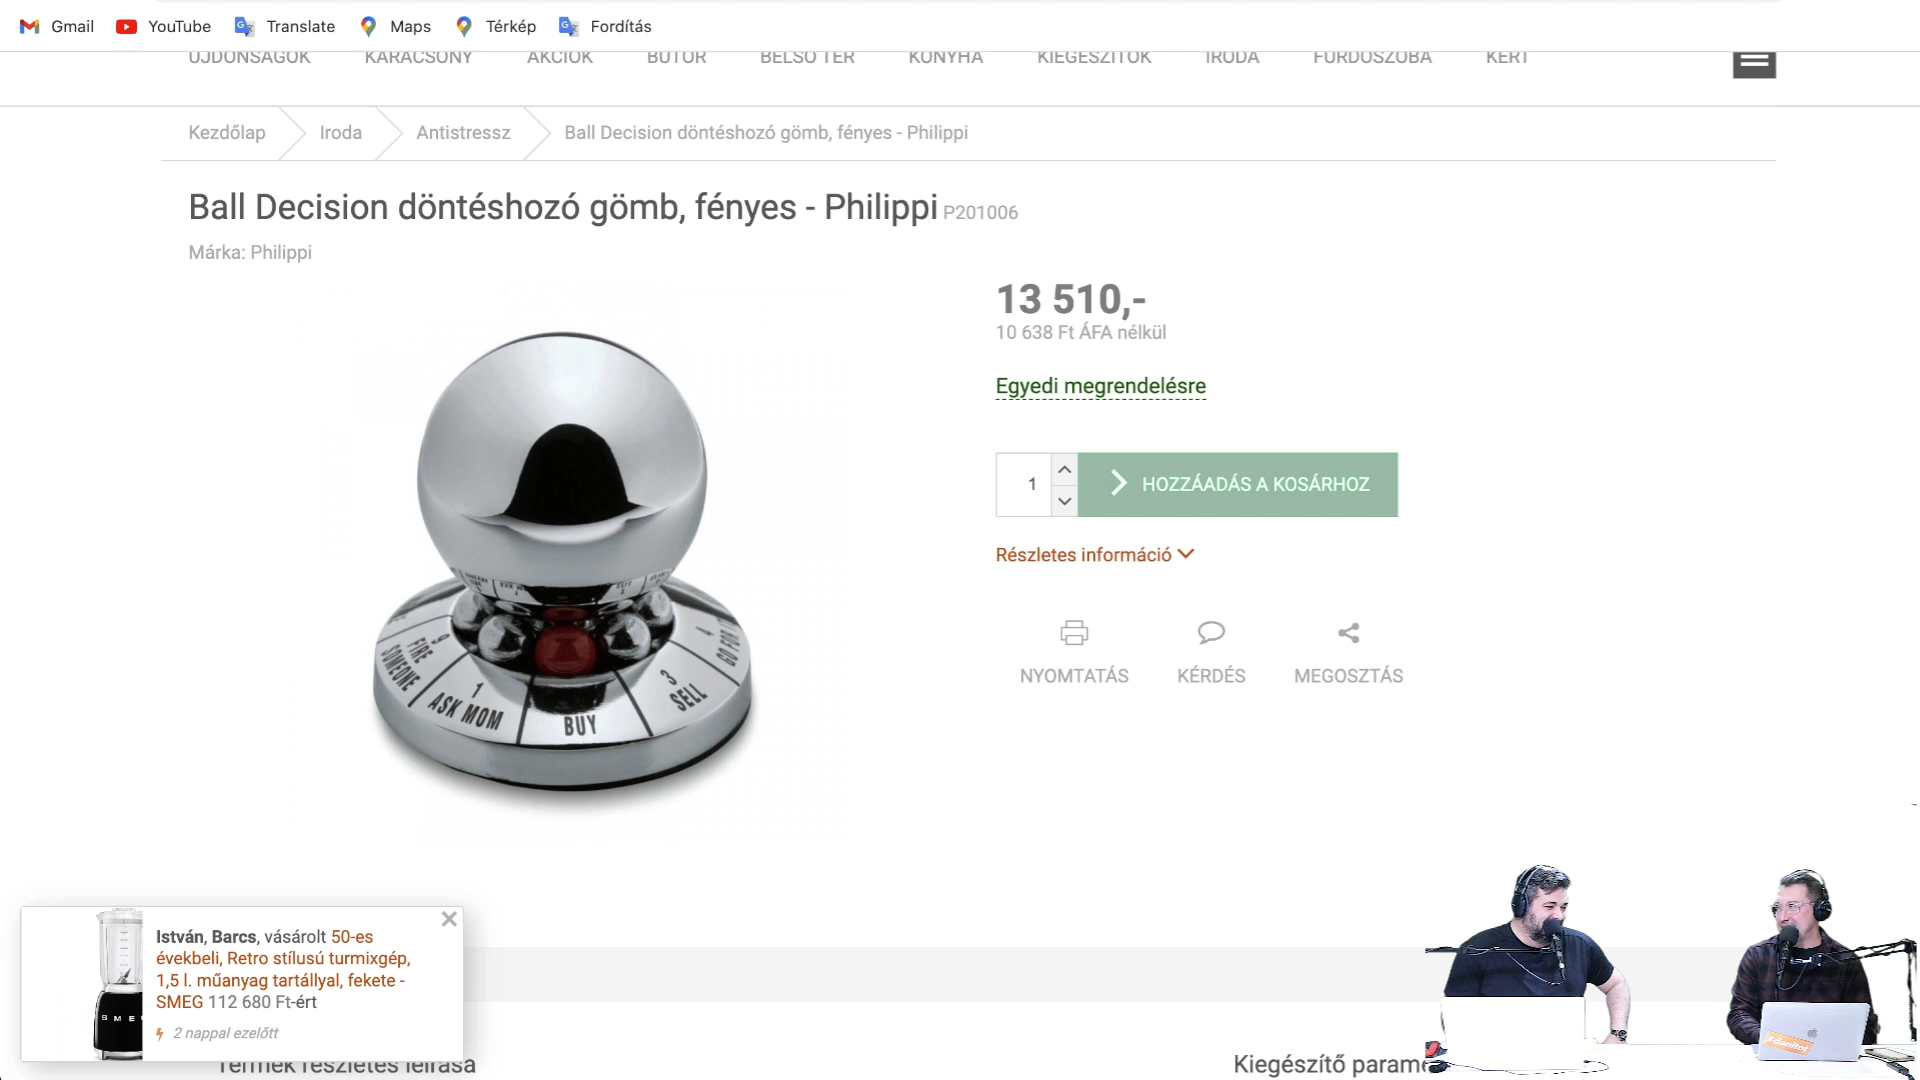 Gmail
YouTube
Translate
Maps
Térkép
Fordítás
ÚJDONSÁGOK
KARÁCSONY
AKCIÓK
BÚTOR
BELSŐ TÉR
KONYHA
KIEGÉSZÍTŐK
IRODA
FÜRDŐSZOBA
KERT
Kezdőlap
Iroda
Antistressz
Ball Decision döntéshozó gömb, fényes - Philippi
Ball Decision döntéshozó gömb, fényes - Philippi P201006
Márka: Philippi
13 510,-
10 638 Ft ÁFA nélkül
Egyedi megrendelésre
1
HOZZÁADÁS A KOSÁRHOZ
Részletes információ
NYOMTATÁS
KÉRDÉS
MEGOSZTÁS
FIRE
SOMEONE
1
ASK MOM
BUY
3
SELL
4
István, Barcs, vásárolt 50-es
évekbeli, Retro stílusú turmixgép,
1,5 l. műanyag tartállyal, fekete -
SMEG 112 680 Ft-ért
2 nappal ezelőtt
Termék részletes leírása
Kiegészítő